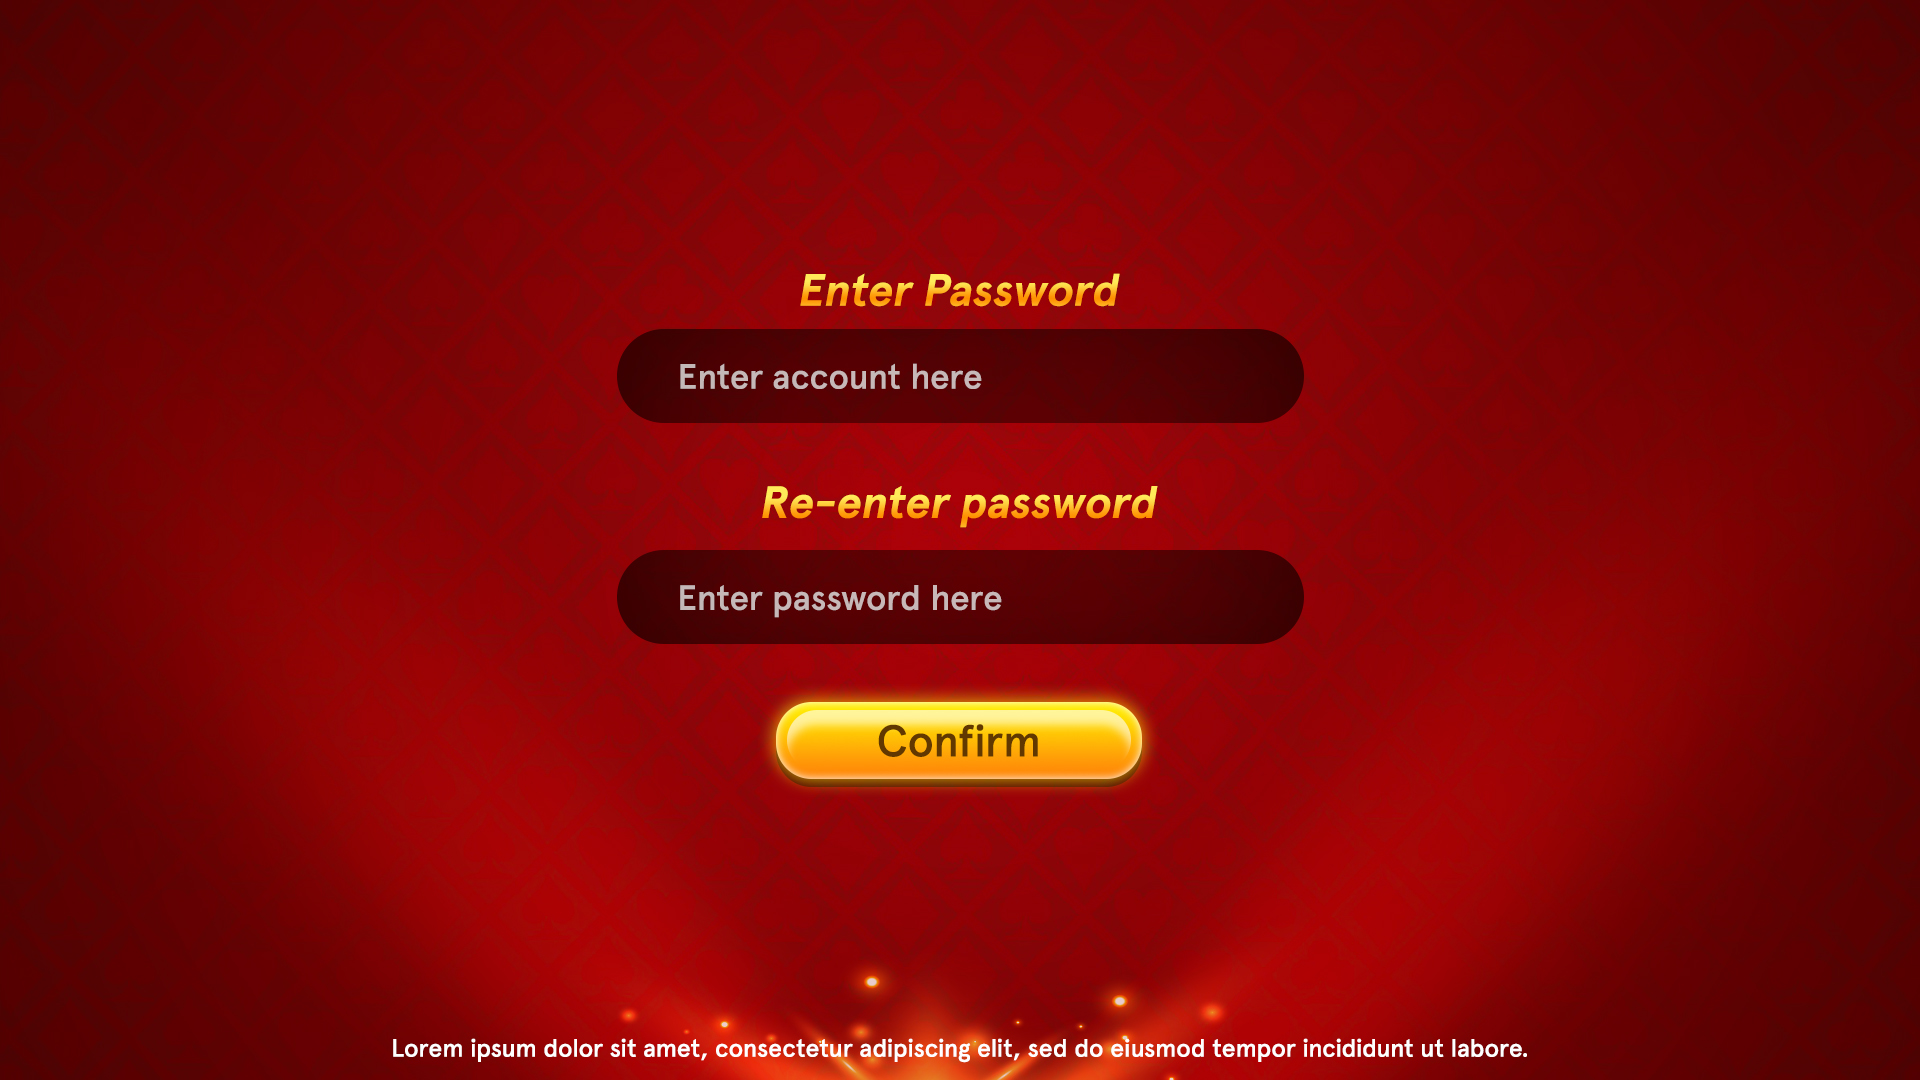 Enter Password
Enter account here
Re-enter password
Enter password here
Confirm
Lorem ipsum dolor sit amet, consectetur adipiscing elit, sed do eiusmod tempor incididunt ut labore.